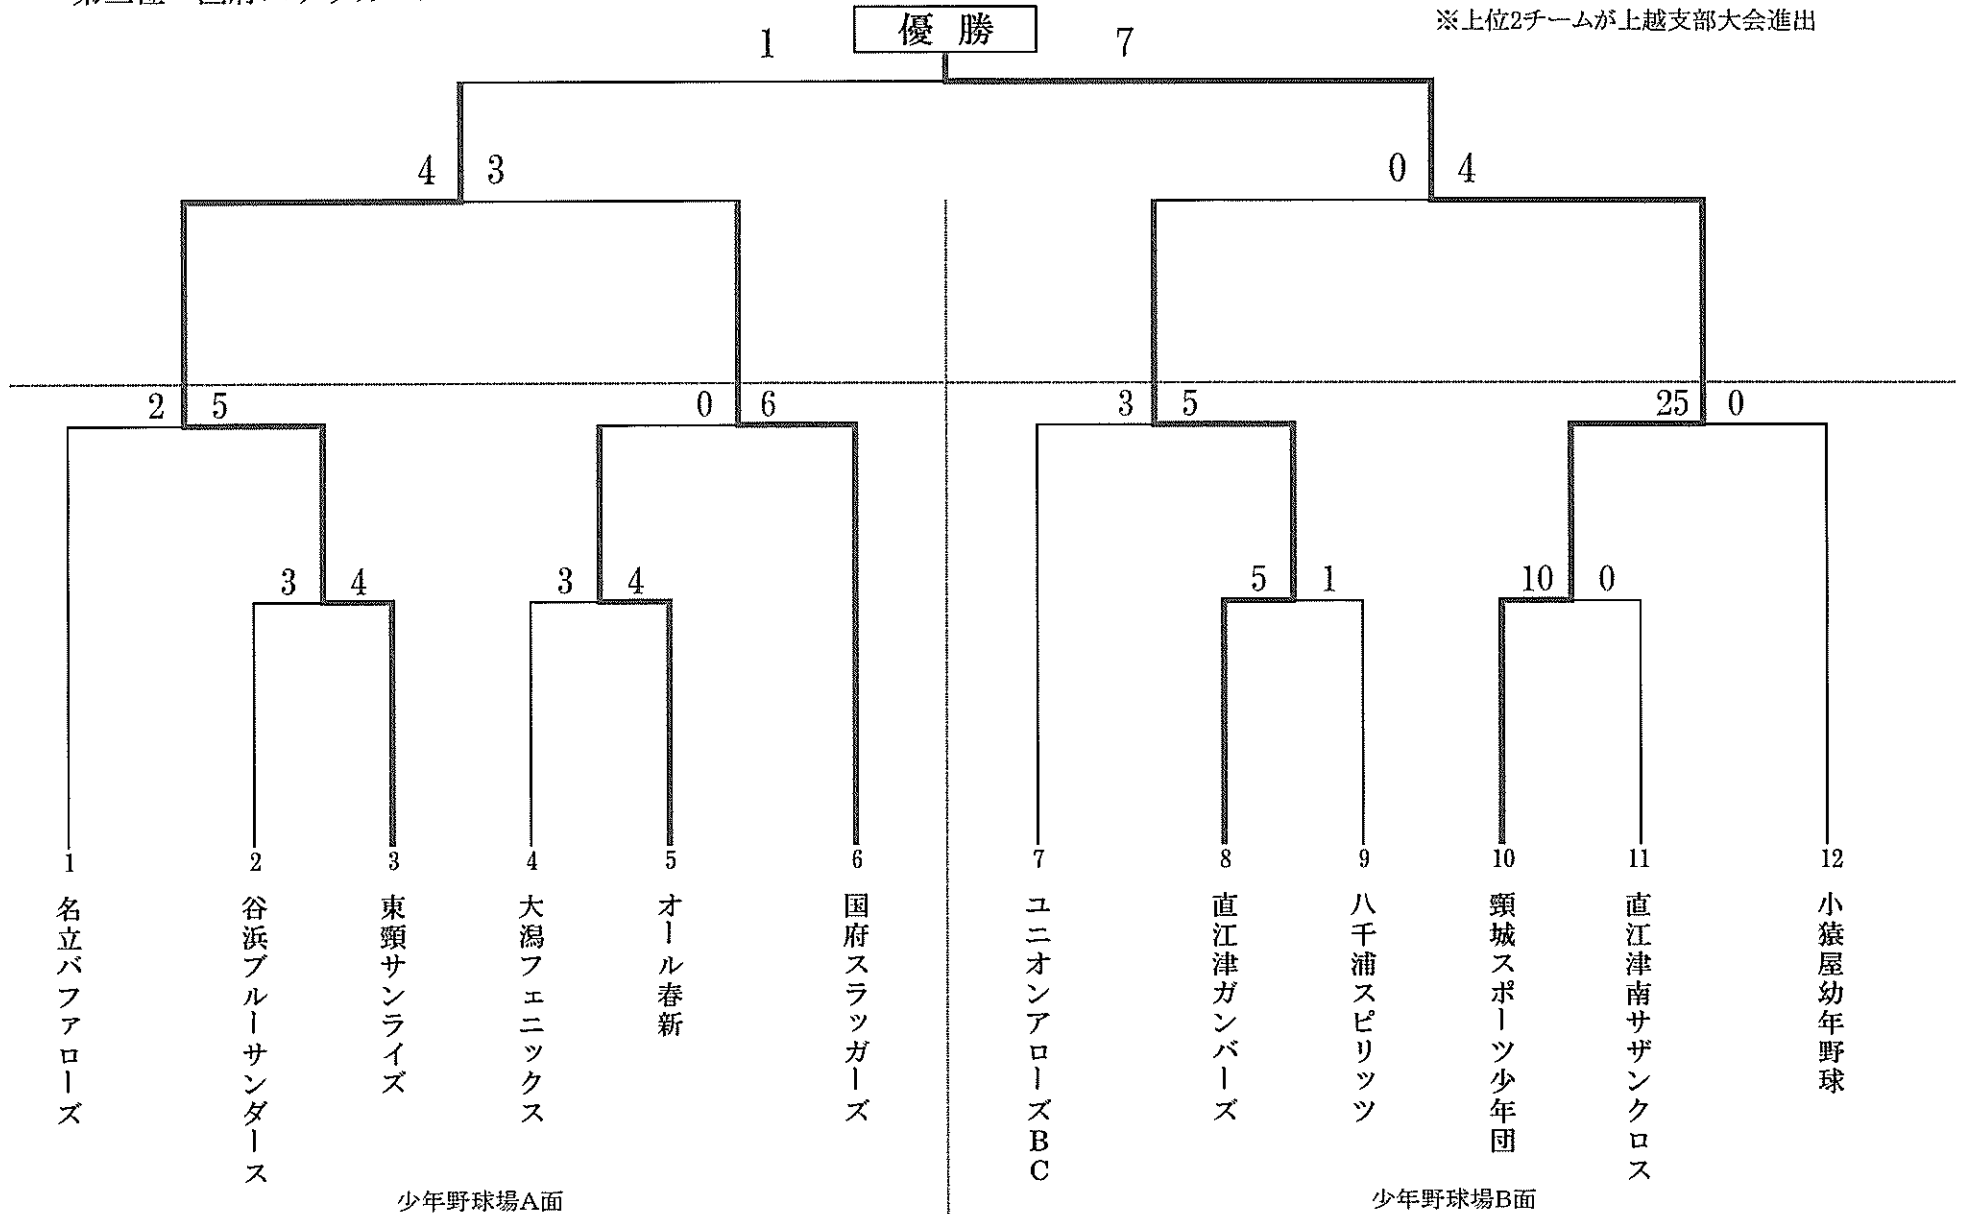 ※上位2チームが上越支部大会進出
優勝
1 7
4 3 0 4
2 5 0 6 3 5 25 0
3 4 3 4 5 1 10 0
1 2 3 4 5 6 7 8 9 10 11 12
名立バファローズ
谷浜ブルーサンダース
東頸サンライズ
大潟フェニックス
オール春新
国府スラッガーズ
ユニオンアローズBC
直江津ガンバーズ
八千浦スピリッツ
頸城スポーツ少年団
直江津南サザンクロス
小猿屋幼年野球
少年野球場A面
少年野球場B面